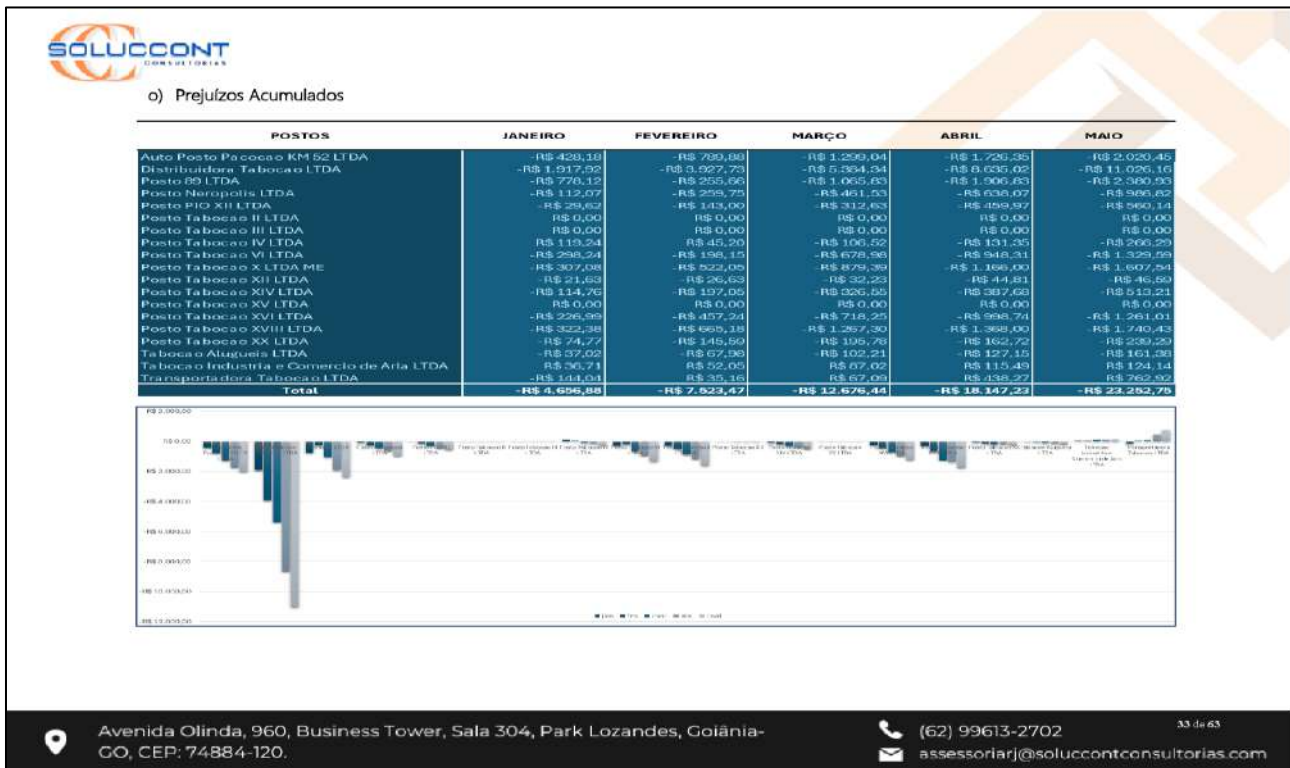 SOLUCCONT
CONSULTORIAS
o) Prejuízos Acumulados
POSTOS JANEIRO FEVEREIRO MARÇO ABRIL MAIO
Auto Posto Pacocao KM 52 LTDA -R$ 428,18 -R$ 789,88 -R$ 1.299,04 -R$ 1.726,35 -R$ 2.020,45
Distribuidora Tabocao LTDA -R$ 1.917,92 -R$ 3.927,73 -R$ 5.384,34 -R$ 8.635,02 -R$ 11.026,16
Posto 89 LTDA -R$ 778,12 -R$ 255,66 -R$ 1.065,83 -R$ 1.906,83 -R$ 2.380,93
Posto Neropolis LTDA -R$ 112,07 -R$ 259,75 -R$ 461,53 -R$ 638,07 -R$ 986,82
Posto PIO XII LTDA -R$ 29,62 -R$ 143,00 -R$ 312,63 -R$ 459,97 -R$ 560,14
Posto Tabocao II LTDA R$ 0,00 R$ 0,00 R$ 0,00 R$ 0,00 R$ 0,00
Posto Tabocao III LTDA R$ 0,00 R$ 0,00 R$ 0,00 R$ 0,00 R$ 0,00
Posto Tabocao IV LTDA R$ 119,24 R$ 45,20 -R$ 106,52 -R$ 131,35 -R$ 266,29
Posto Tabocao VI LTDA -R$ 298,24 -R$ 198,15 -R$ 678,98 -R$ 948,31 -R$ 1.329,59
Posto Tabocao X LTDA ME -R$ 307,08 -R$ 522,05 -R$ 879,39 -R$ 1.166,00 -R$ 1.607,54
Posto Tabocao XII LTDA -R$ 21,63 -R$ 26,63 -R$ 32,23 -R$ 44,81 -R$ 46,59
Posto Tabocao XIV LTDA -R$ 114,76 -R$ 197,05 -R$ 326,55 -R$ 387,68 -R$ 513,21
Posto Tabocao XV LTDA R$ 0,00 R$ 0,00 R$ 0,00 R$ 0,00 R$ 0,00
Posto Tabocao XVI LTDA -R$ 226,99 -R$ 457,24 -R$ 718,25 -R$ 998,74 -R$ 1.261,01
Posto Tabocao XVIII LTDA -R$ 322,38 -R$ 665,18 -R$ 1.267,30 -R$ 1.368,00 -R$ 1.740,43
Posto Tabocao XX LTDA -R$ 74,77 -R$ 145,59 -R$ 195,78 -R$ 162,72 -R$ 239,29
Tabocao Alugueis LTDA -R$ 37,02 -R$ 67,98 -R$ 102,21 -R$ 127,15 -R$ 161,38
Tabocao Industria e Comercio de Arla LTDA R$ 36,71 R$ 52,05 R$ 67,02 R$ 115,49 R$ 124,14
Transportadora Tabocao LTDA -R$ 144,04 R$ 35,16 R$ 67,09 R$ 438,27 R$ 762,92
Total -R$ 4.656,88 -R$ 7.523,47 -R$ 12.676,44 -R$ 18.147,23 -R$ 23.252,75
R$ 0,00
Avenida Olinda, 960, Business Tower, Sala 304, Park Lozandes, Goiânia-
GO, CEP: 74884-120.
(62) 99613-2702
assessoriarj@soluccontconsultorias.com
33 de 63